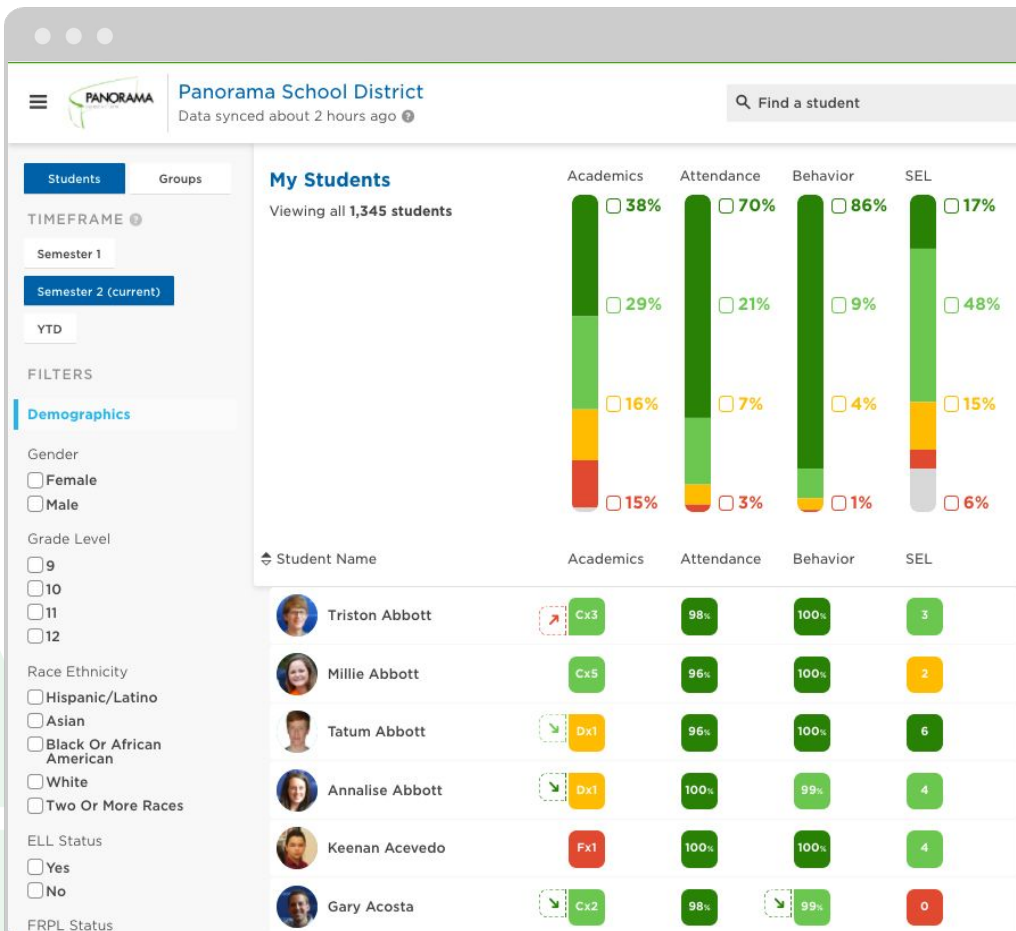 PANORAMA
Panorama School District
Data synced about 2 hours ago ?
Find a student
Students Groups
TIMEFRAME ?
Semester 1
Semester 2 (current)
YTD
FILTERS
Demographics
Gender
Female
Male
Grade Level
9
10
11
12
Race Ethnicity
Hispanic/Latino
Asian
Black Or African
American
White
Two Or More Races
ELL Status
Yes
No
FRPL Status
My Students
Viewing all 1,345 students
Academics Attendance Behavior SEL
38% 70% 86% 17%
29% 21% 9% 48%
16% 7% 4% 15%
15% 3% 1% 6%
Student Name Academics Attendance Behavior SEL
Triston Abbott Cx3 98% 100% 3
Millie Abbott Cx5 96% 100% 2
Tatum Abbott Dx1 96% 100% 6
Annalise Abbott Dx1 100% 99% 4
Keenan Acevedo Fx1 100% 100% 4
Gary Acosta Cx2 98% 99% 0